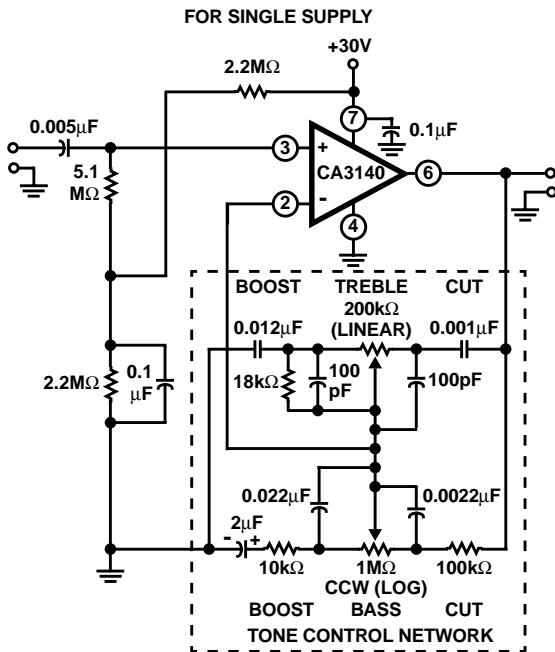 FOR SINGLE SUPPLY
+30V
2.2MΩ
0.005µF
7
0.1µF
5.1
MΩ
3
+
CA3140
6
2
-
4
BOOST TREBLE CUT
200kΩ
(LINEAR)
0.012µF
0.001µF
2.2MΩ
0.1
µF
18kΩ
100
pF
100pF
0.022µF
0.0022µF
2µF
- +
10kΩ
1MΩ
100kΩ
CCW (LOG)
BOOST BASS CUT
TONE CONTROL NETWORK